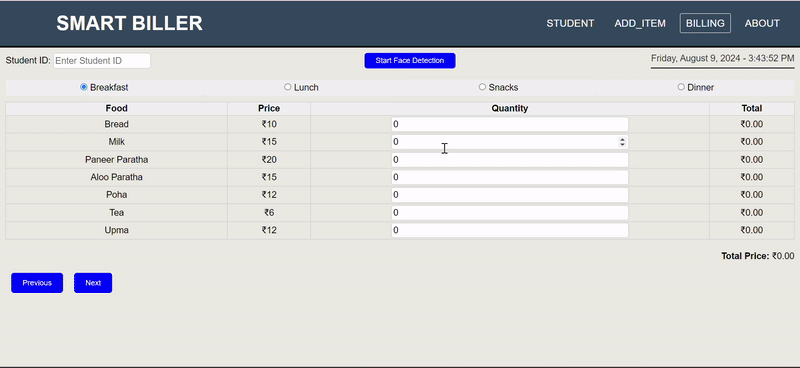 SMART BILLER STUDENT ADD_ITEM BILLING ABOUT
Student ID: Enter Student ID Start Face Detection Friday, August 9, 2024 - 3:43:52 PM
Breakfast Lunch Snacks Dinner
Food Price Quantity Total
Bread ₹10 0 ₹0.00
Milk ₹15 0 ₹0.00
Paneer Paratha ₹20 0 ₹0.00
Aloo Paratha ₹15 0 ₹0.00
Poha ₹12 0 ₹0.00
Tea ₹6 0 ₹0.00
Upma ₹12 0 ₹0.00
Total Price: ₹0.00
Previous Next